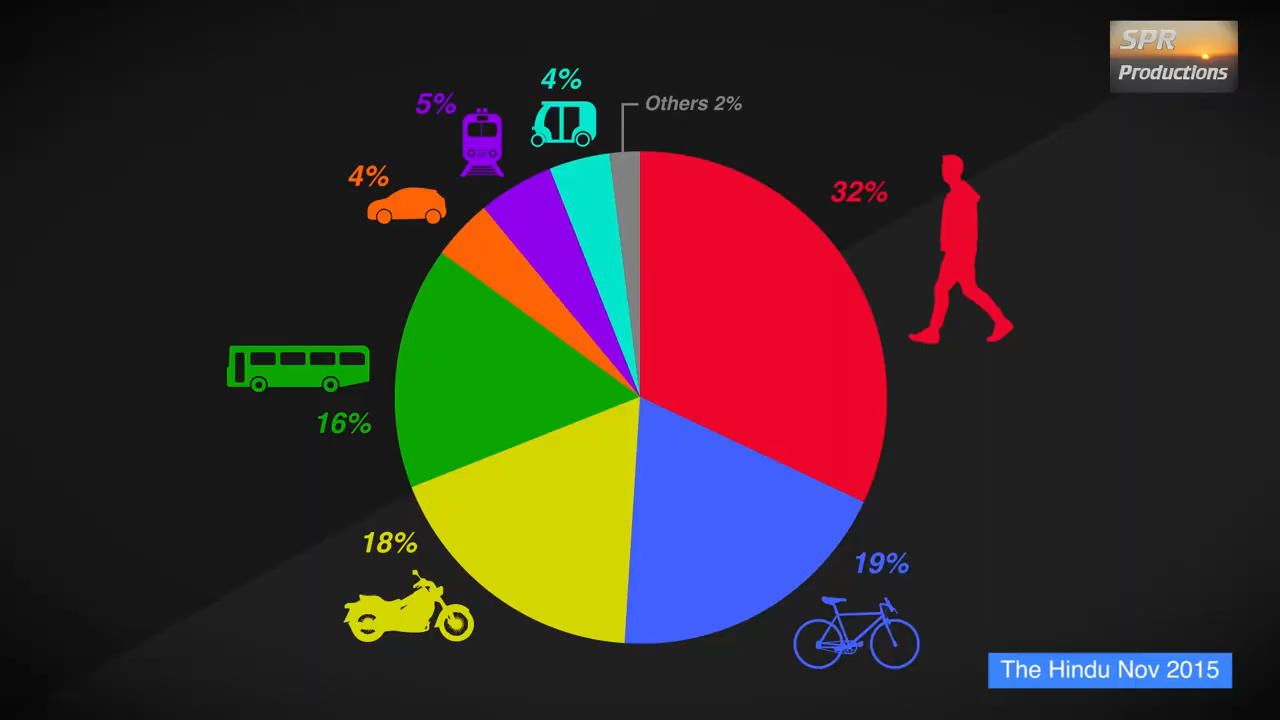 SPR
Productions
4%
5%
Others 2%
4%
32%
16%
18%
19%
The Hindu Nov 2015